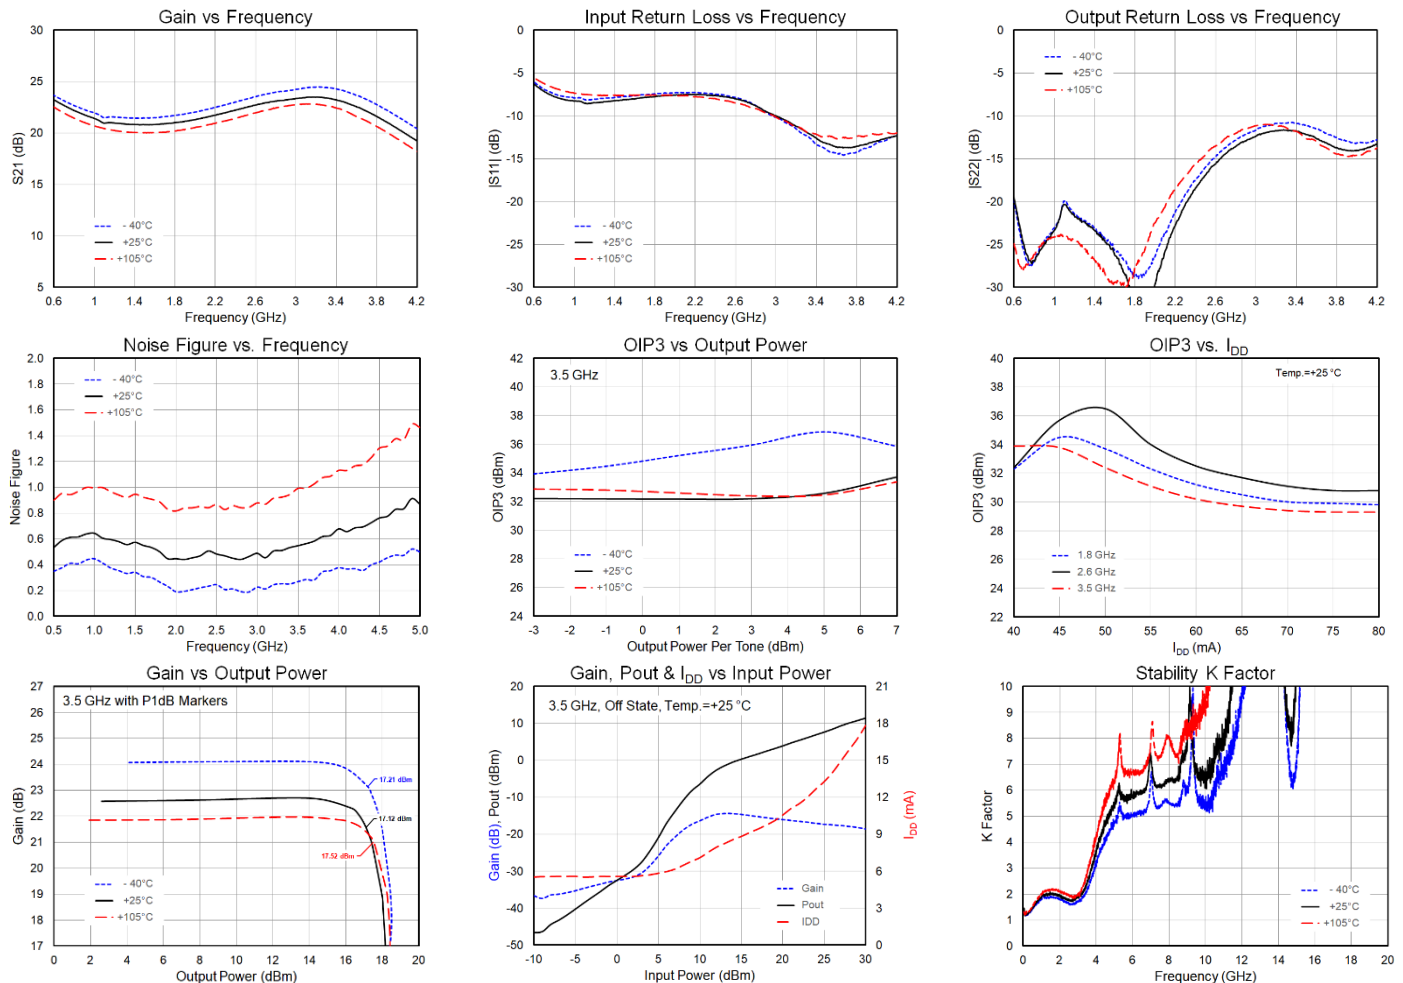 Gain vs Frequency
30
25
20
15
10
5
S21 (dB)
- 40°C
+25°C
+105°C
0.6 1 1.4 1.8 2.2 2.6 3 3.4 3.8 4.2
Frequency (GHz)
Input Return Loss vs Frequency
0
-5
-10
-15
-20
-25
-30
|S11| (dB)
- 40°C
+25°C
+105°C
0.6 1 1.4 1.8 2.2 2.6 3 3.4 3.8 4.2
Frequency (GHz)
Output Return Loss vs Frequency
0
-5
-10
-15
-20
-25
-30
|S22| (dB)
- 40°C
+25°C
+105°C
0.6 1 1.4 1.8 2.2 2.6 3 3.4 3.8 4.2
Frequency (GHz)
Noise Figure vs. Frequency
2.0
1.8
1.6
1.4
1.2
1.0
0.8
0.6
0.4
0.2
0.0
Noise Figure
- 40°C
+25°C
+105°C
0.5 1.0 1.5 2.0 2.5 3.0 3.5 4.0 4.5 5.0
Frequency (GHz)
OIP3 vs Output Power
42
40
38
36
34
32
30
28
26
24
OIP3 (dBm)
3.5 GHz
- 40°C
+25°C
+105°C
-3 -2 -1 0 1 2 3 4 5 6 7
Output Power Per Tone (dBm)
OIP3 vs. IDD
40
38
36
34
32
30
28
26
24
22
OIP3 (dBm)
Temp.=+25 °C
1.8 GHz
2.6 GHz
3.5 GHz
40 45 50 55 60 65 70 75 80
IDD (mA)
Gain vs Output Power
27
26
25
24
23
22
21
20
19
18
17
Gain (dB)
3.5 GHz with P1dB Markers
17.21 dBm
17.12 dBm
17.52 dBm
- 40°C
+25°C
+105°C
0 2 4 6 8 10 12 14 16 18 20
Output Power (dBm)
Gain, Pout & IDD vs Input Power
20
10
0
-10
-20
-30
-40
-50
Gain (dB), Pout (dBm)
3.5 GHz, Off State, Temp.=+25 °C
Gain
Pout
IDD
21
18
15
12
9
6
3
0
IDD (mA)
-10 -5 0 5 10 15 20 25 30
Input Power (dBm)
Stability K Factor
10
9
8
7
6
5
4
3
2
1
0
K Factor
- 40°C
+25°C
+105°C
0 2 4 6 8 10 12 14 16 18 20
Frequency (GHz)